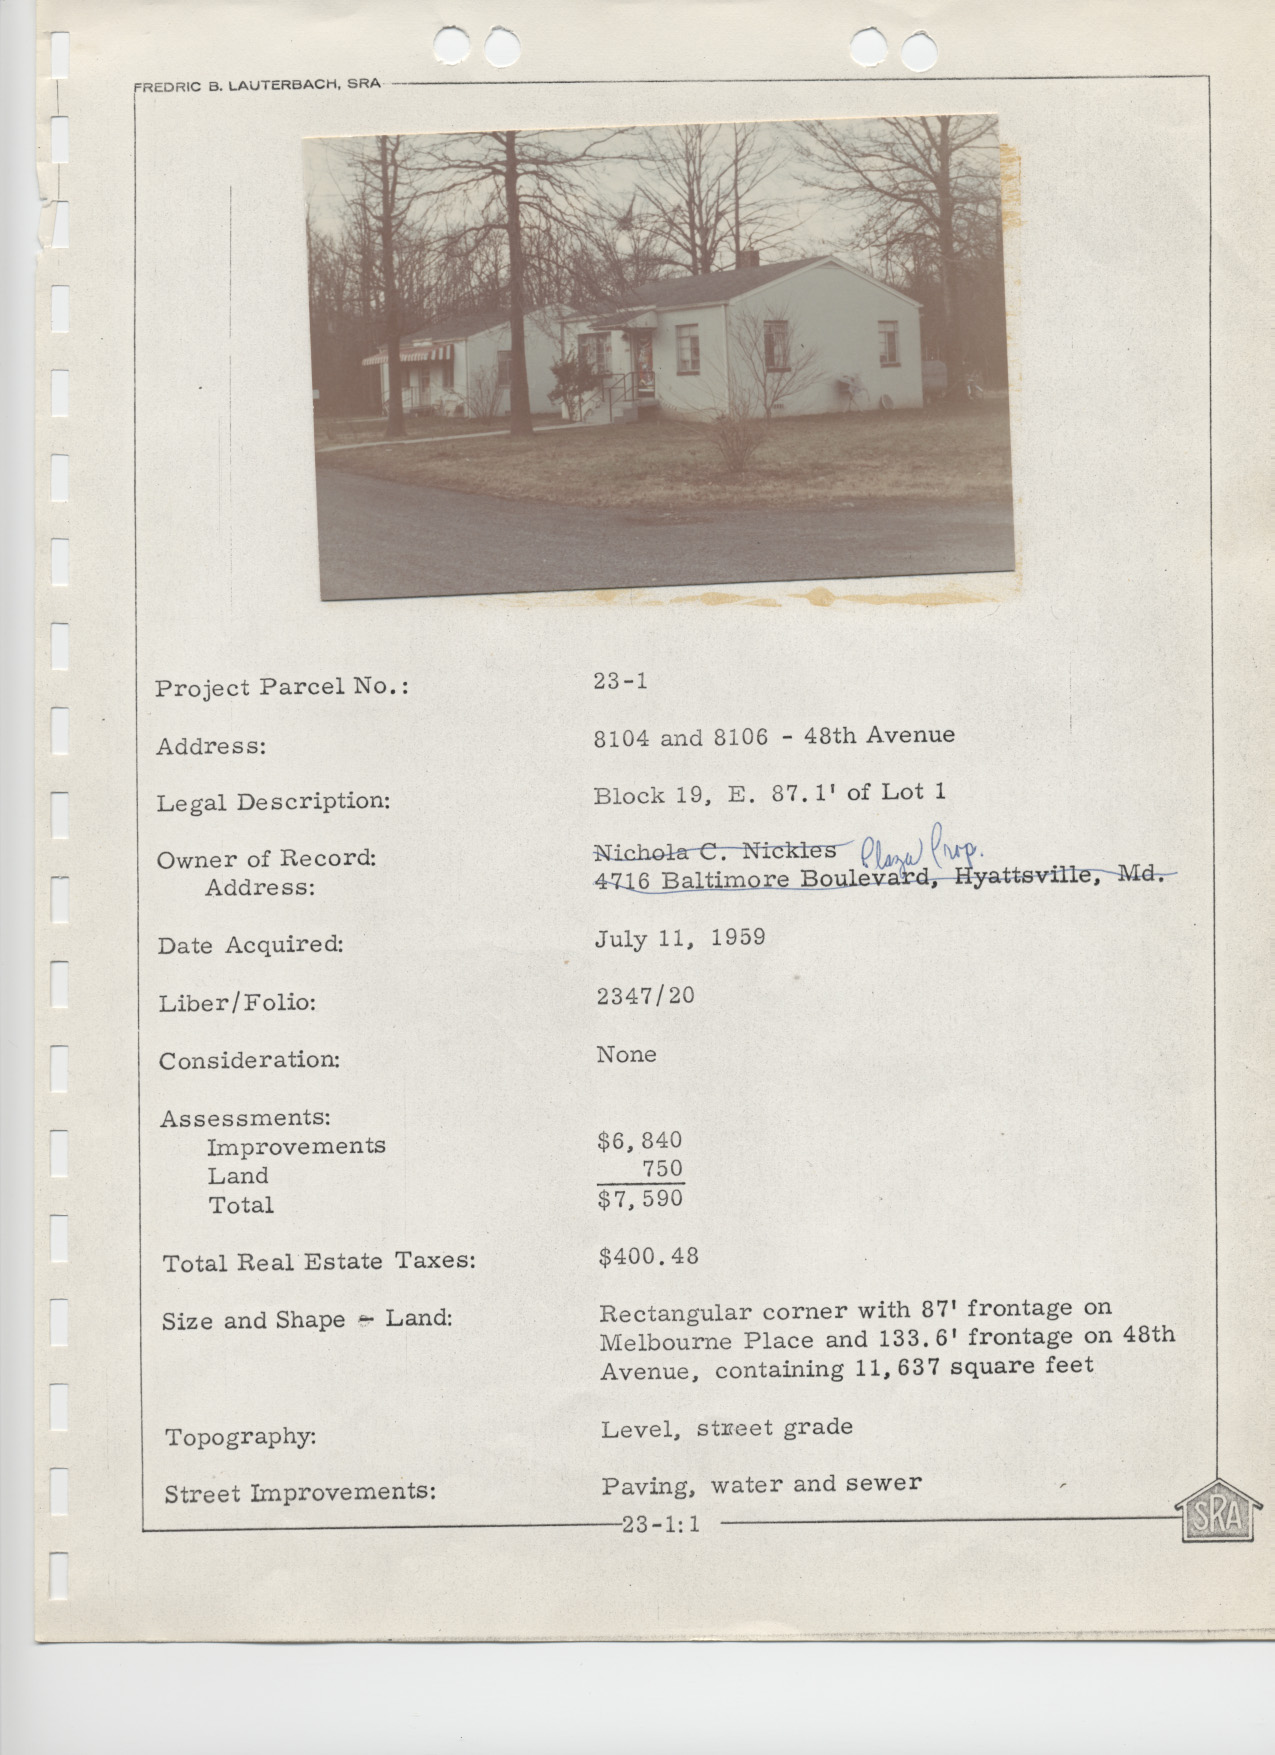 FREDRIC B. LAUTERBACH, SRA
Project Parcel No.: 23-1
Address: 8104 and 8106 - 48th Avenue
Legal Description: Block 19, E. 87.1' of Lot 1
Owner of Record: Nichola C. Nickles Plaza Prop.
Address: 4716 Baltimore Boulevard, Hyattsville, Md.
Date Acquired: July 11, 1959
Liber/Folio: 2347/20
Consideration: None
Assessments:
Improvements $6,840
Land 750
Total $7,590
Total Real Estate Taxes: $400.48
Size and Shape - Land: Rectangular corner with 87' frontage on
Melbourne Place and 133.6' frontage on 48th
Avenue, containing 11,637 square feet
Topography: Level, street grade
Street Improvements: Paving, water and sewer
23-1:1
SRA